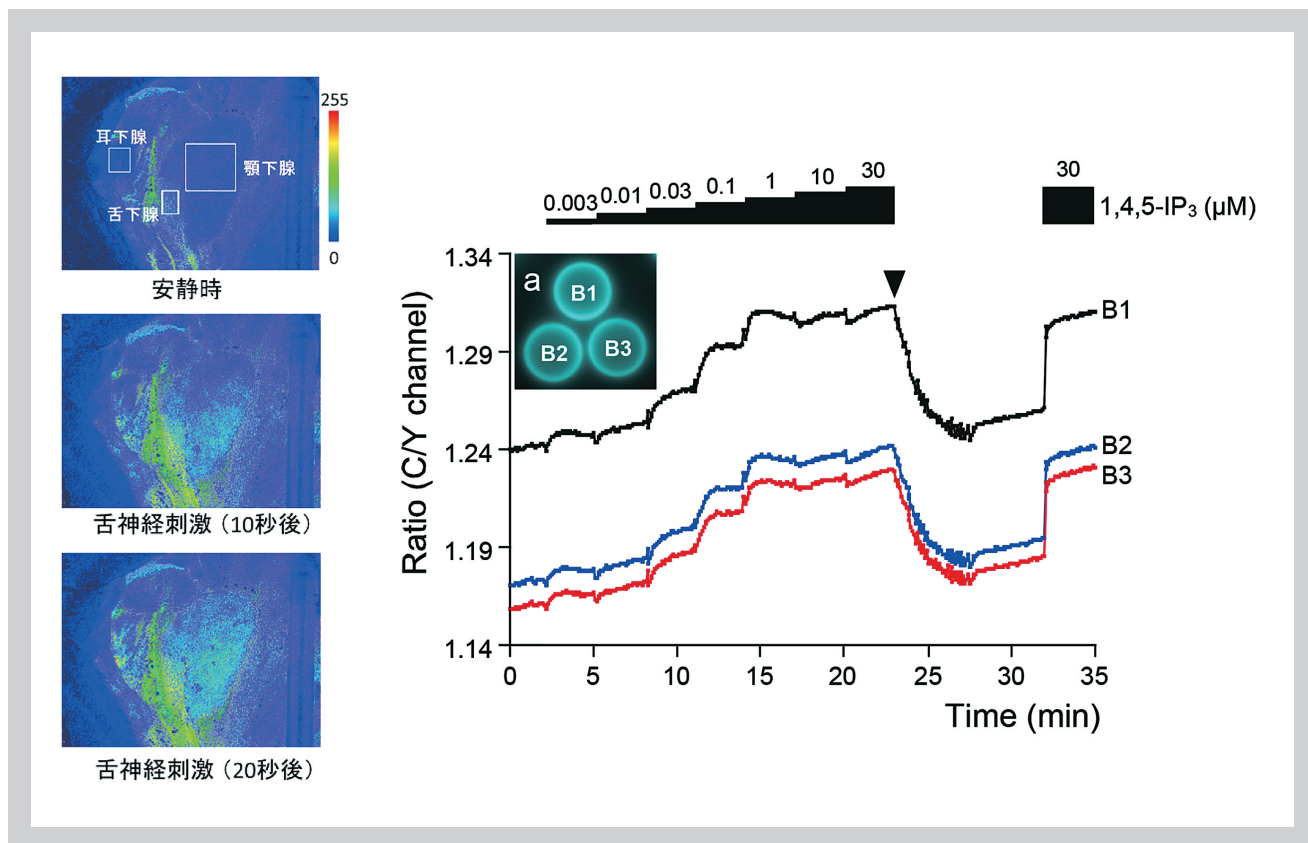 255
耳下腺
顎下腺
舌下腺
0
安静時
舌神経刺激（10秒後）
舌神経刺激（20秒後）
0.003 0.01 0.03 0.1 1 10 30 30
1,4,5-IP₃ (μM)
a
B1
B2 B3
Ratio (C/Y channel)
1.34
1.29
1.24
1.19
1.14
B1
B2
B3
0 5 10 15 20 25 30 35
Time (min)